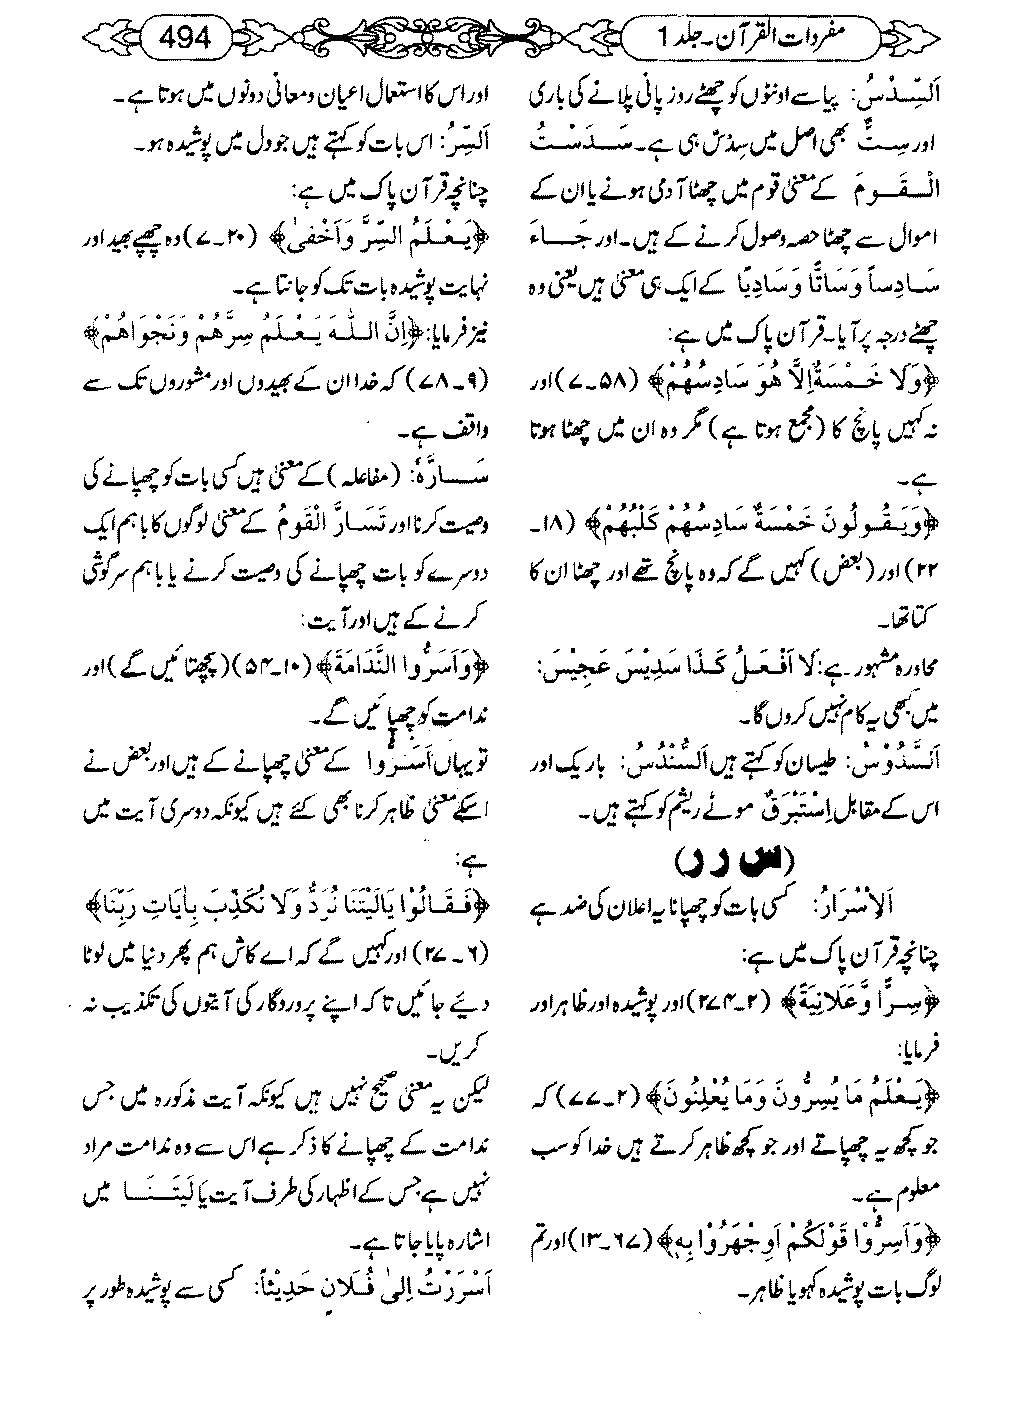 مفردات القرآن۔ جلد 1
494
اَلسِّدْسُ: پیاسے اونٹوں کو چھٹے روز پانی پلانے کی باری
اور سِتٌّ بھی اصل میں سِدْسٌ ہی ہے۔ سَدَسْتُ
الْقَوْمَ کے معنیٰ قوم میں چھٹا آدمی ہونے یا ان کے
اموال سے چھٹا حصہ وصول کرنے کے ہیں۔ اور جَاءَ
سَادِساً وَسَاتًّا وَسَادِیًا کے ایک ہی معنیٰ ہیں یعنی وہ
چھٹے درجہ پر آیا۔ قرآن پاک میں ہے:
﴿وَلَا خَمْسَةٌ اِلَّا هُوَ سَادِسُهُمْ﴾ (۵۸۔۷) اور
نہ کہیں پانچ کا (مجمع ہوتا ہے) مگر وہ ان میں چھٹا ہوتا
ہے۔
﴿وَیَقُولُونَ خَمْسَةٌ سَادِسُهُمْ كَلْبُهُمْ﴾ (۱۸۔
۲۲) اور (بعض) کہیں گے کہ وہ پانچ تھے اور چھٹا ان کا
کتا تھا۔
محاورہ مشہور ہے: لَا اَفْعَلُ كَذَا سَدِیْسَ عَجِیْسَ:
میں کبھی یہ کام نہیں کروں گا۔
اَلسَّدُوْسُ: طیلسان کو کہتے ہیں اَلسُّنْدُسُ: باریک اور
اس کے مقابل اِسْتَبْرَقٌ موٹے ریشم کو کہتے ہیں۔
(س ر ر)
اَلْاِسْرَارُ: کسی بات کو چھپانا یہ اعلان کی ضد ہے
چنانچہ قرآن پاک میں ہے:
﴿سِرًّا وَّعَلَانِیَةً﴾ (۲۔۲۷۴) اور پوشیدہ اور ظاہر اور
فرمایا:
﴿یَعْلَمُ مَا یُسِرُّونَ وَمَا یُعْلِنُونَ﴾ (۲۔۷۷) کہ
جو کچھ یہ چھپاتے اور جو کچھ ظاہر کرتے ہیں خدا کو سب
معلوم ہے۔
﴿وَاَسِرُّوْا قَوْلَكُمْ اَوِجْهَرُوْا بِهٖ﴾ (۶۷۔۱۳) اور تم
لوگ بات پوشیدہ کہو یا ظاہر۔
اور اس کا استعمال اعیان و معانی دونوں میں ہوتا ہے۔
اَلسِّرُّ: اس بات کو کہتے ہیں جو دل میں پوشیدہ ہو۔
چنانچہ قرآن پاک میں ہے:
﴿یَعْلَمُ السِّرَّ وَاَخْفٰی﴾ (۲۰۔۷) وہ چھپے بھید اور
نہایت پوشیدہ بات تک کو جانتا ہے۔
نیز فرمایا: ﴿اِنَّ اللّٰهَ یَعْلَمُ سِرَّهُمْ وَنَجْوَاهُمْ﴾
(۹۔۷۸) کہ خدا ان کے بھیدوں اور مشوروں تک سے
واقف ہے۔
سَارَّهٗ: (مفاعلہ) کے معنیٰ ہیں کسی بات کو چھپانے کی
وصیت کرنا اور تَسَارَّ الْقَوْمُ کے معنیٰ لوگوں کا باہم ایک
دوسرے کو بات چھپانے کی وصیت کرنے یا باہم سرگوشی
کرنے کے ہیں اور آیت:
﴿وَاَسَرُّوا النَّدَامَةَ﴾ (۱۰۔۵۴) (پچھتائیں گے) اور
ندامت کو چھپائیں گے۔
تو یہاں اَسَرُّوا کے معنیٰ چھپانے کے ہیں اور بعض نے
اسکے معنیٰ ظاہر کرنا بھی کئے ہیں کیونکہ دوسری آیت میں
ہے:
﴿فَقَالُوْا یَالَیْتَنَا نُرَدُّ وَلَا نُكَذِّبَ بِاٰیَاتِ رَبِّنَا﴾
(۶۔۲۷) اور کہیں گے کہ اے کاش ہم پھر دنیا میں لوٹا
دیے جائیں تاکہ اپنے پروردگار کی آیتوں کی تکذیب نہ
کریں۔
لیکن یہ معنیٰ صحیح نہیں ہیں کیونکہ آیت مذکورہ میں جس
ندامت کے چھپانے کا ذکر ہے اس سے وہ ندامت مراد
نہیں ہے جس کے اظہار کی طرف آیت یَا لَیْتَنَا میں
اشارہ پایا جاتا ہے۔
اَسْرَرْتُ اِلیٰ فُلَانٍ حَدِیْثاً: کسی سے پوشیدہ طور پر